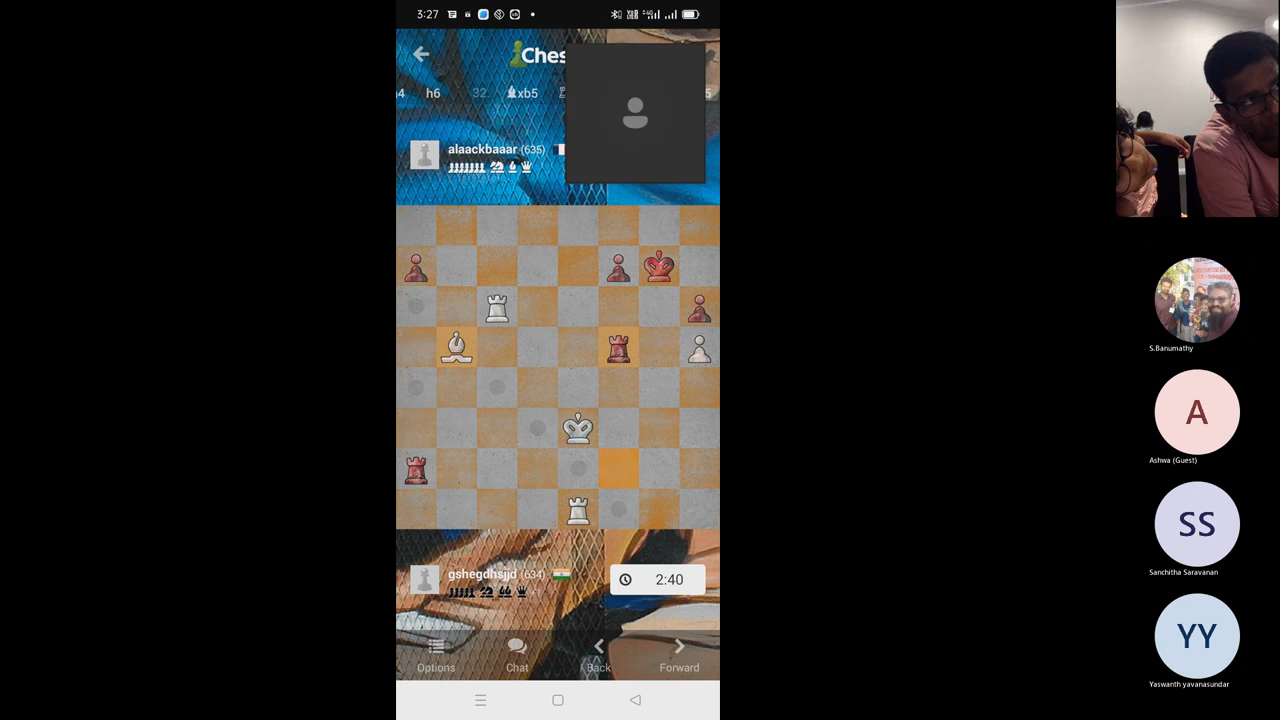 3:27
Ches
h6 32. xb5
alaackbaaar (635)
gshegdhsjjd (634)
2:40
Options Chat Back Forward
S.Banumathy
A
Ashwa (Guest)
SS
Sanchitha Saravanan
YY
Yaswanth yavanasundar